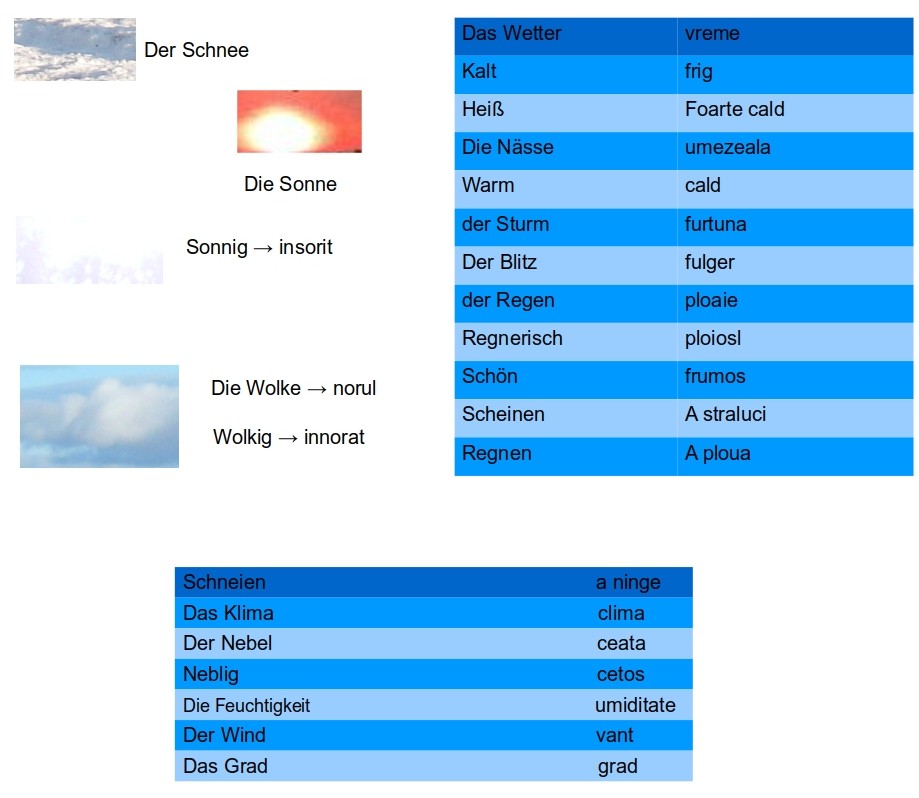 Der Schnee
Die Sonne
Sonnig → insorit
Die Wolke → norul
Wolkig → innorat
Das Wetter vreme
Kalt frig
Heiß Foarte cald
Die Nässe umezeala
Warm cald
der Sturm furtuna
Der Blitz fulger
der Regen ploaie
Regnerisch ploiosl
Schön frumos
Scheinen A straluci
Regnen A ploua
Schneien a ninge
Das Klima clima
Der Nebel ceata
Neblig cetos
Die Feuchtigkeit umiditate
Der Wind vant
Das Grad grad